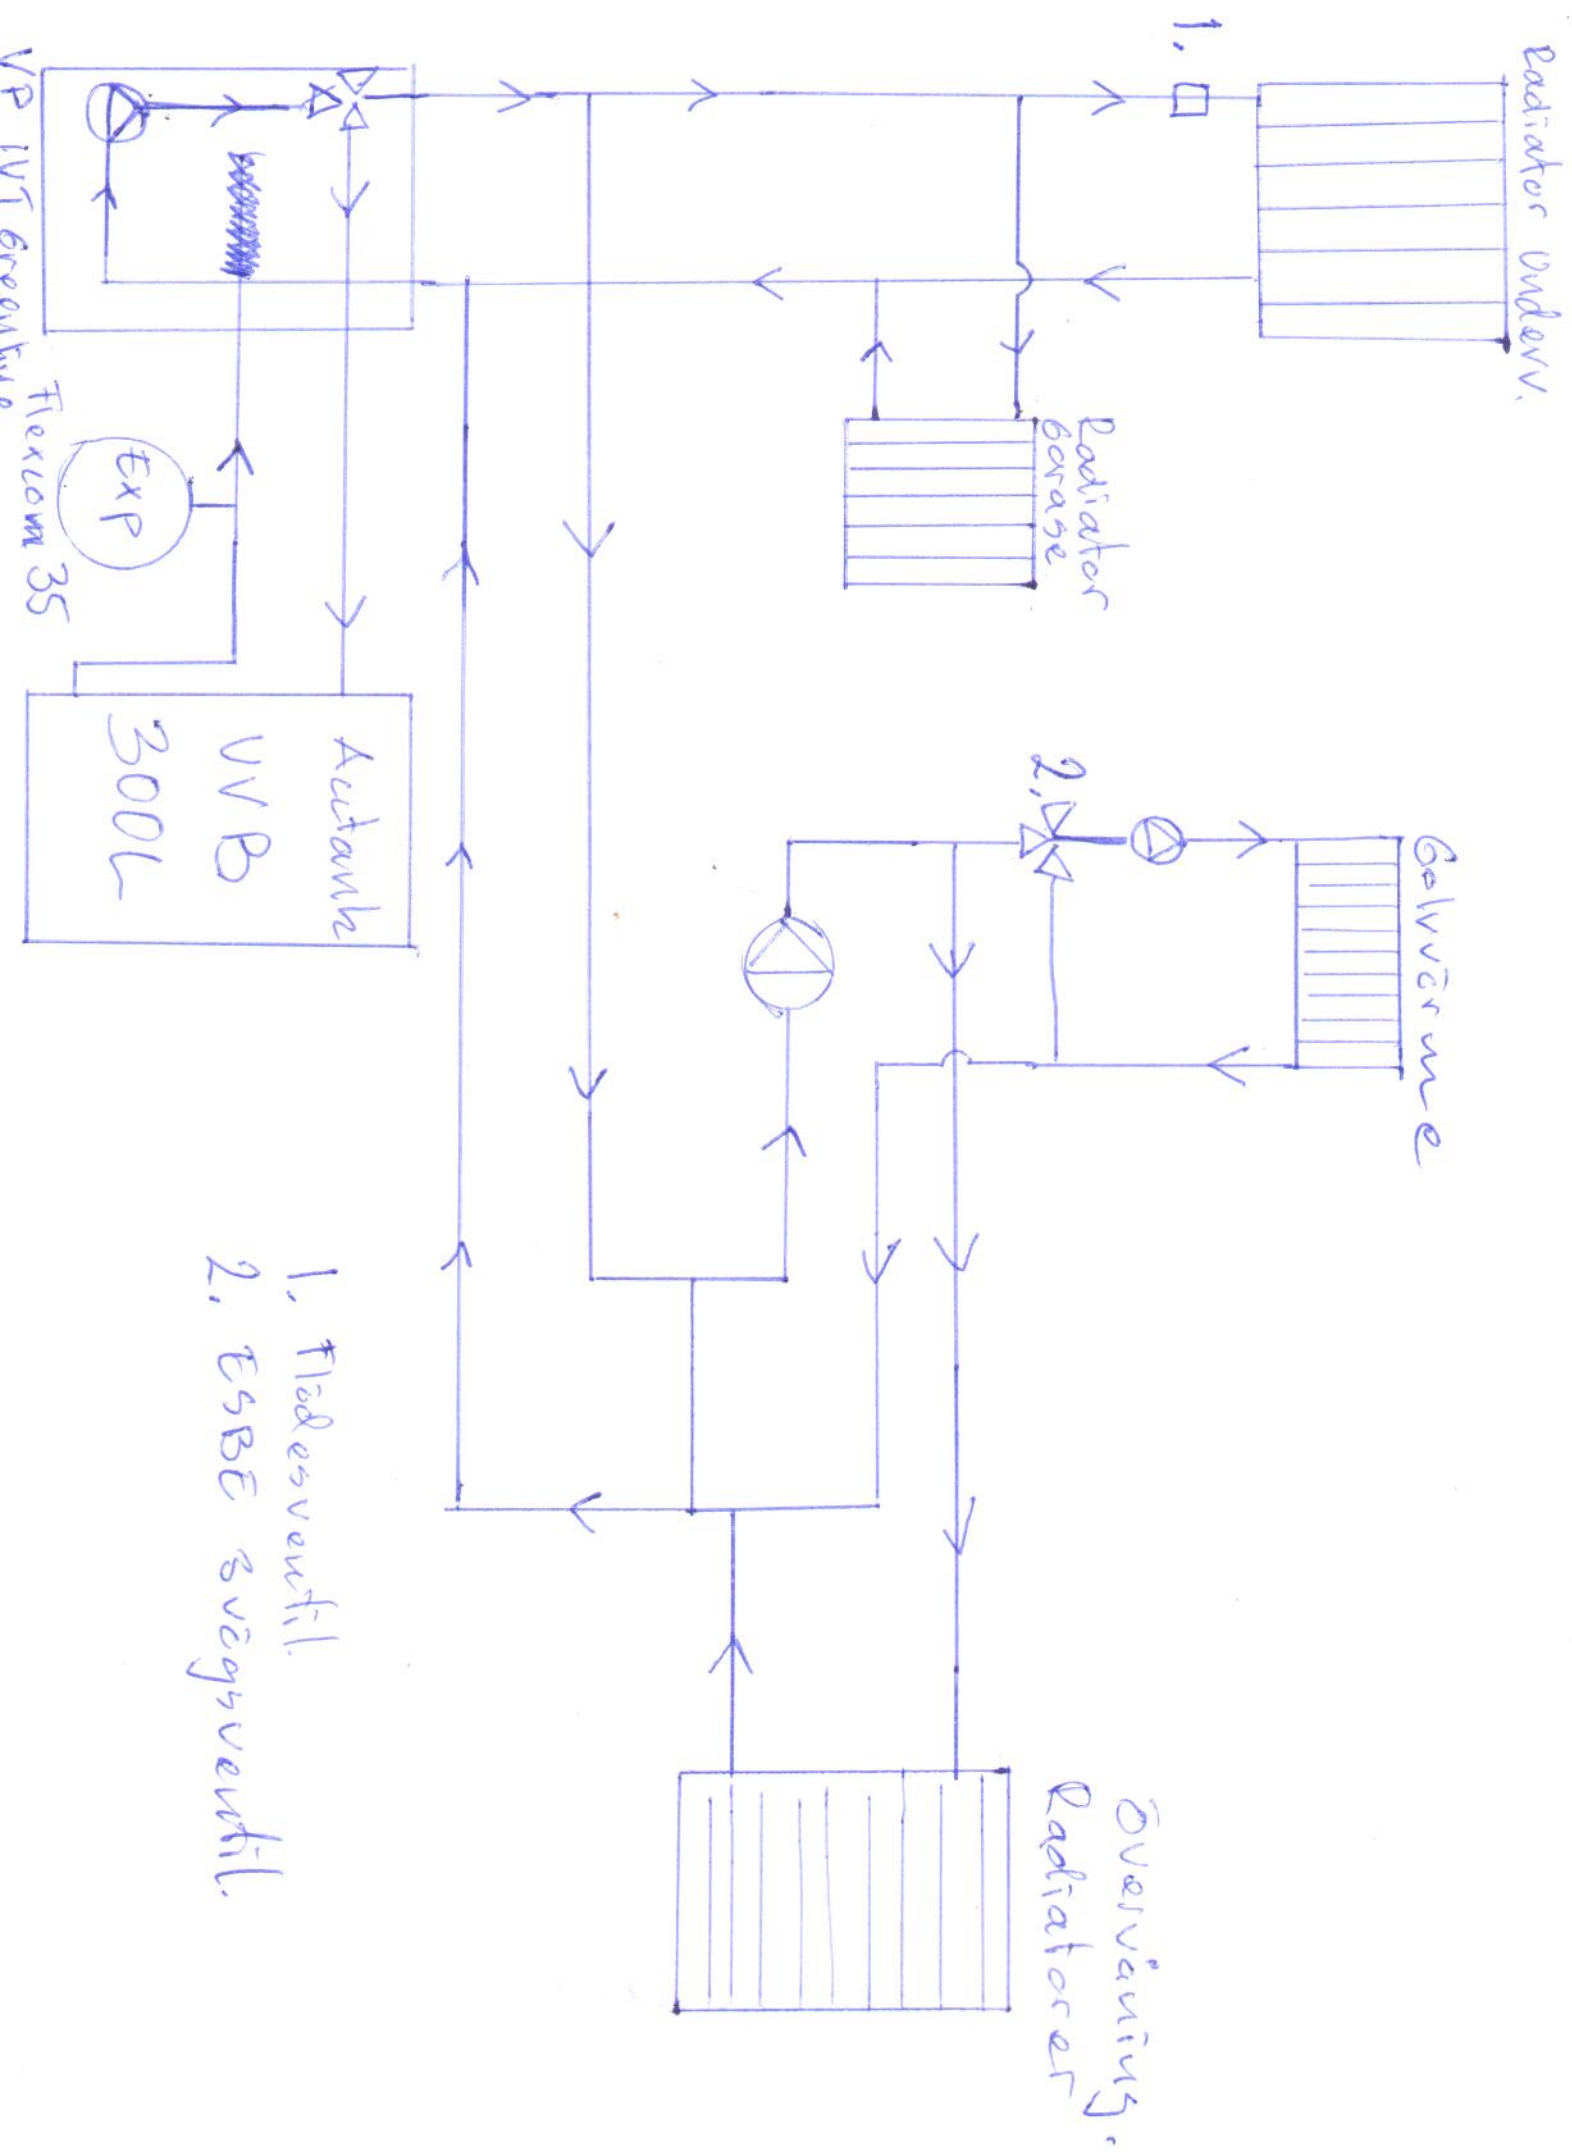 Radiator Underv.
1.
Radiator
Garage
Golvvärme
2.
VP IVT Greenline
Flexicom 35
Exp
Acutank
VVB
300L
Övervåning.
Radiatorer
1. Flödesventil.
2. ESBE 3vägsventil.